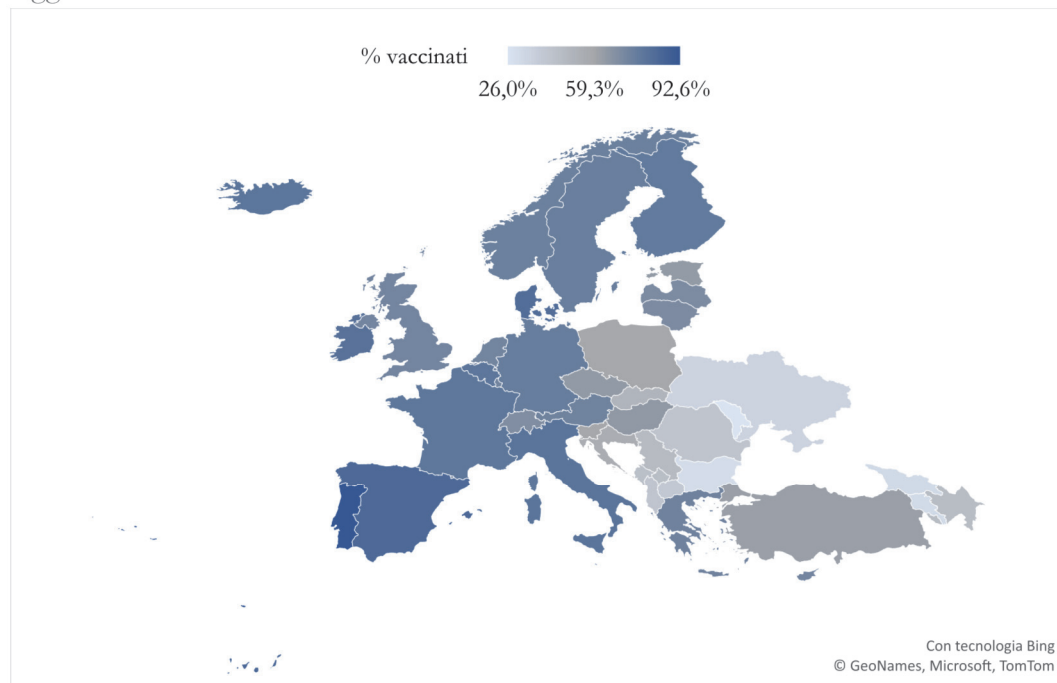 % vaccinati
26,0% 59,3% 92,6%
Con tecnologia Bing
© GeoNames, Microsoft, TomTom